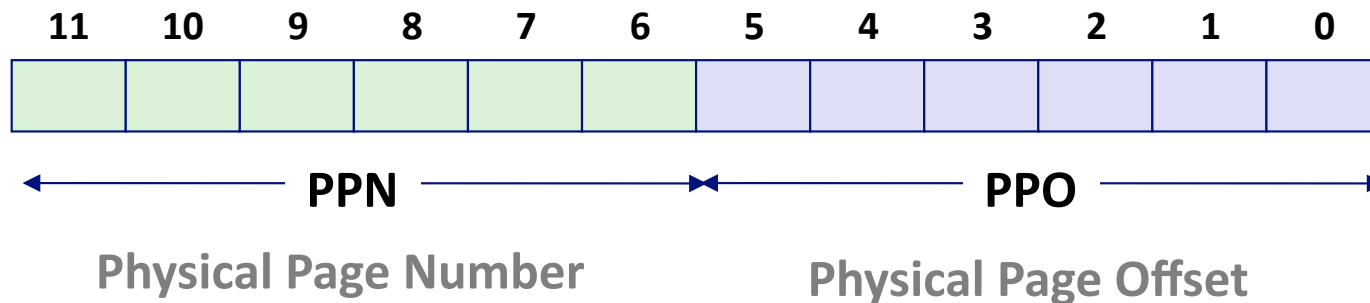 11 10 9 8 7 6 5 4 3 2 1 0
PPN PPO
Physical Page Number Physical Page Offset